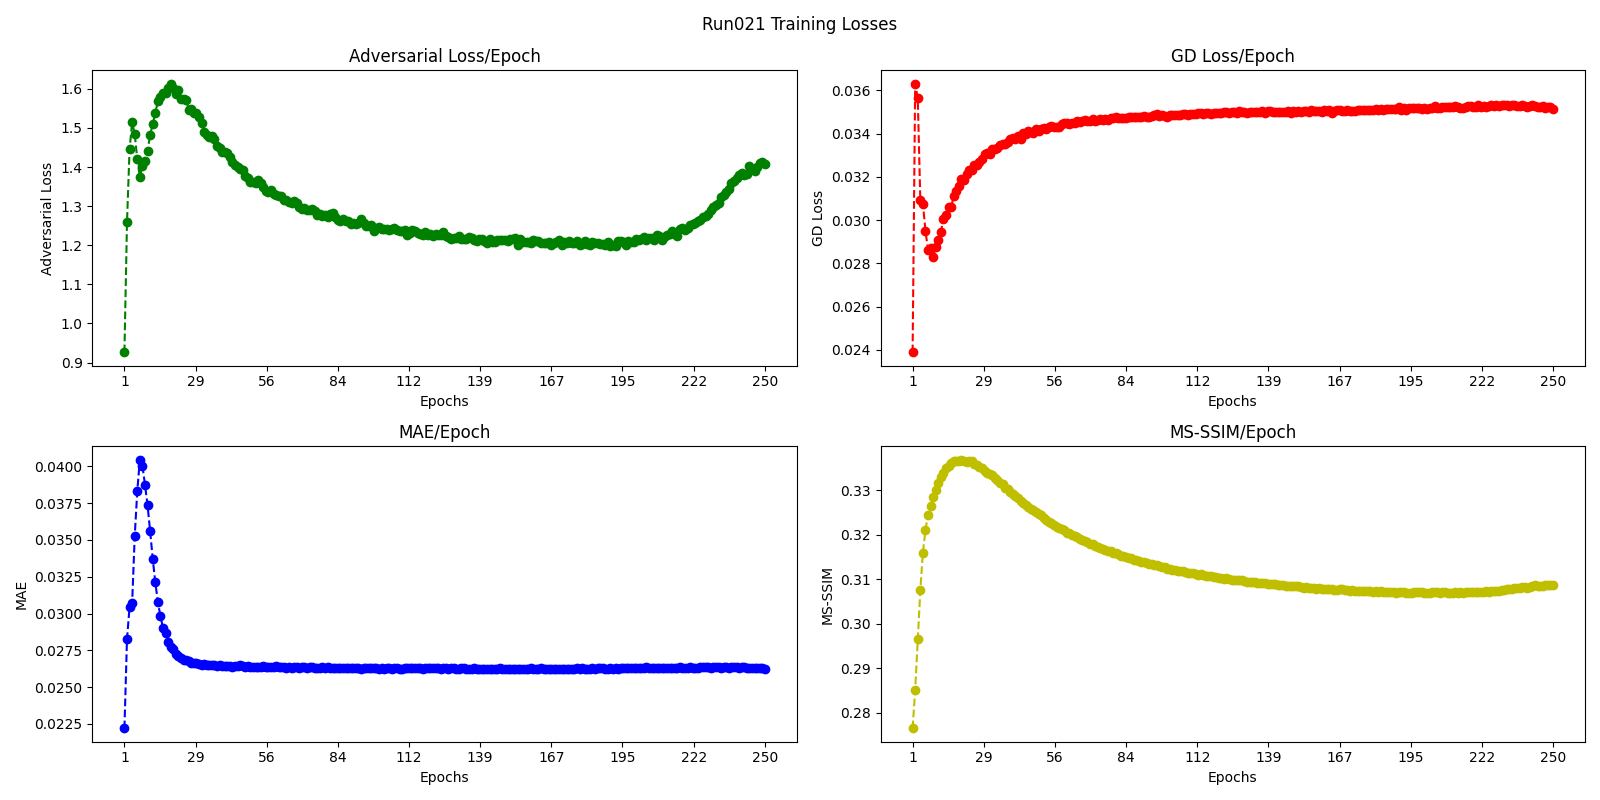 Run021 Training Losses
Adversarial Loss/Epoch
Adversarial Loss
1.6
1.5
1.4
1.3
1.2
1.1
1.0
0.9
1 29 56 84 112 139 167 195 222 250
Epochs
GD Loss/Epoch
GD Loss
0.036
0.034
0.032
0.030
0.028
0.026
0.024
1 29 56 84 112 139 167 195 222 250
Epochs
MAE/Epoch
MAE
0.0400
0.0375
0.0350
0.0325
0.0300
0.0275
0.0250
0.0225
1 29 56 84 112 139 167 195 222 250
Epochs
MS-SSIM/Epoch
MS-SSIM
0.33
0.32
0.31
0.30
0.29
0.28
1 29 56 84 112 139 167 195 222 250
Epochs